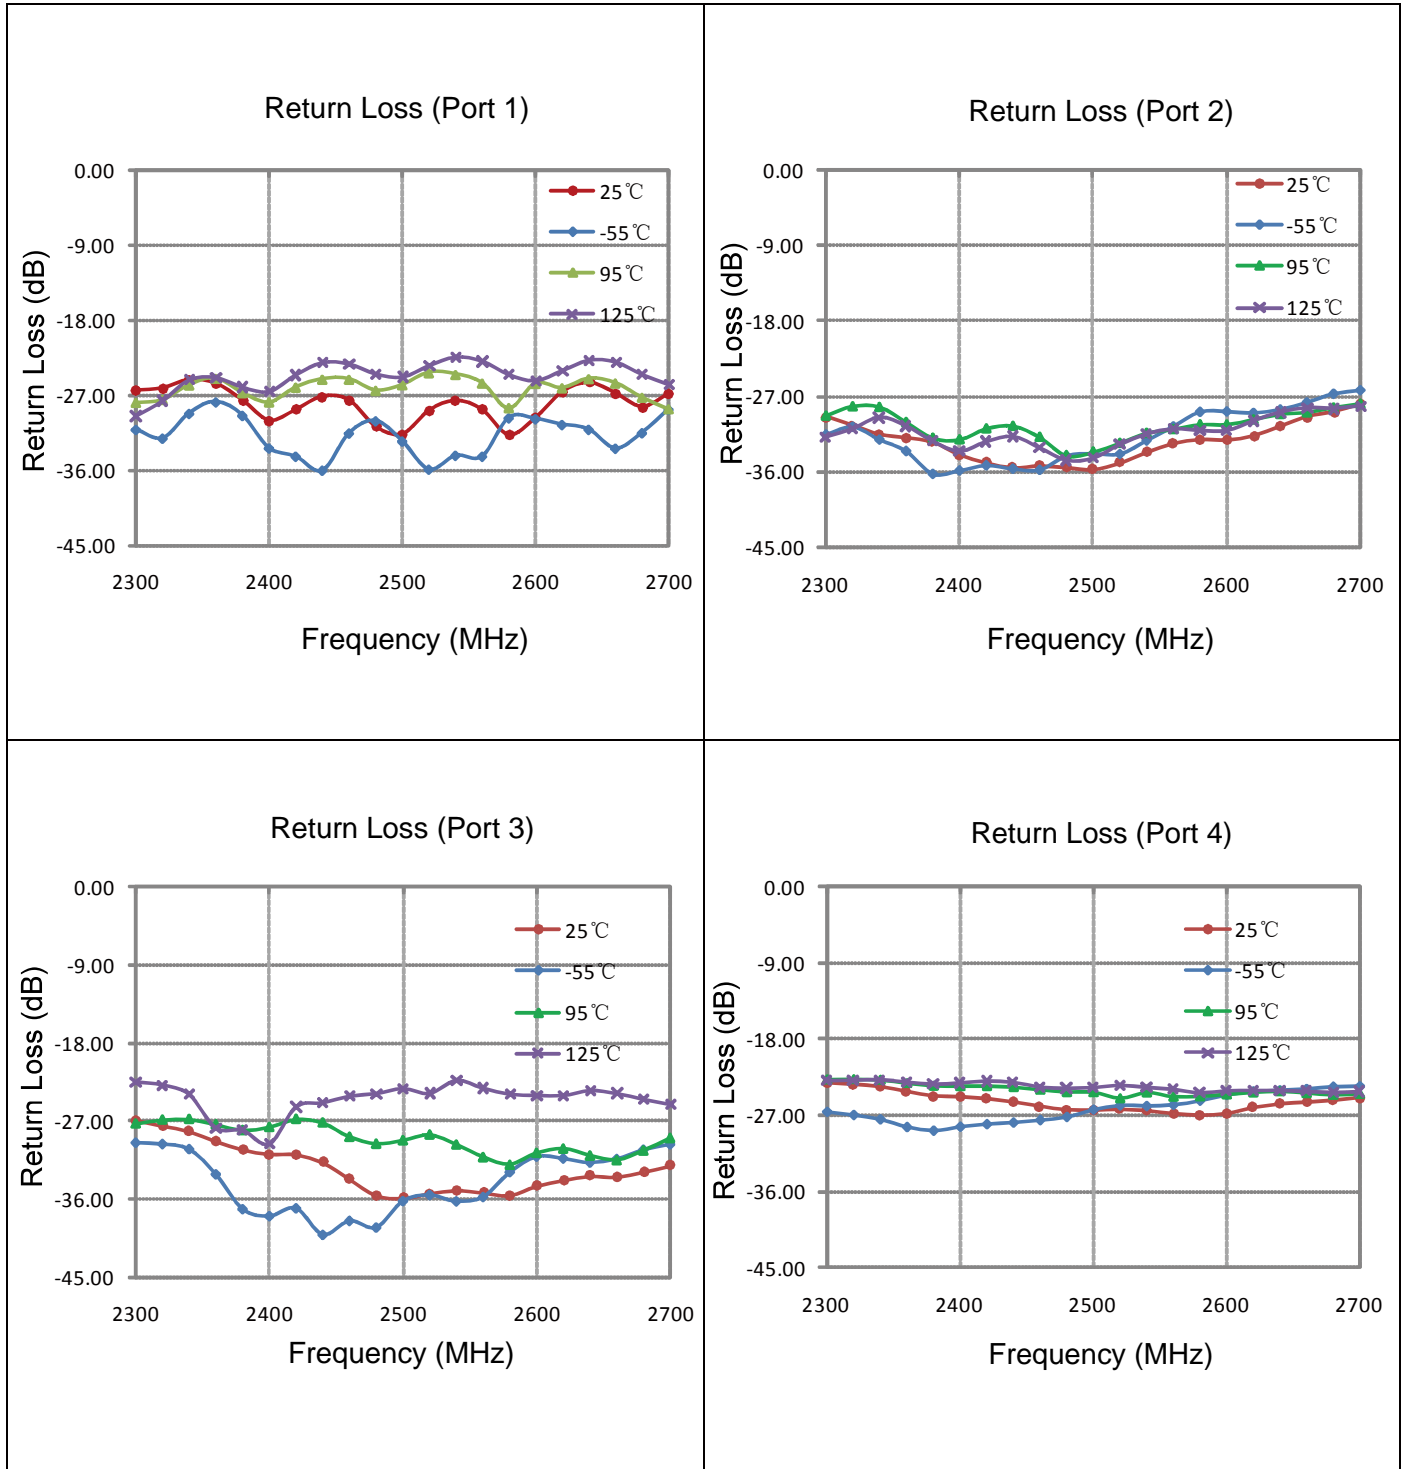 Return Loss (Port 1)
0.00
-9.00
-18.00
-27.00
-36.00
-45.00
2300 2400 2500 2600 2700
Return Loss (dB)
Frequency (MHz)
25℃
-55℃
95℃
125℃
Return Loss (Port 2)
0.00
-9.00
-18.00
-27.00
-36.00
-45.00
2300 2400 2500 2600 2700
Return Loss (dB)
Frequency (MHz)
25℃
-55℃
95℃
125℃
Return Loss (Port 3)
0.00
-9.00
-18.00
-27.00
-36.00
-45.00
2300 2400 2500 2600 2700
Return Loss (dB)
Frequency (MHz)
25℃
-55℃
95℃
125℃
Return Loss (Port 4)
0.00
-9.00
-18.00
-27.00
-36.00
-45.00
2300 2400 2500 2600 2700
Return Loss (dB)
Frequency (MHz)
25℃
-55℃
95℃
125℃